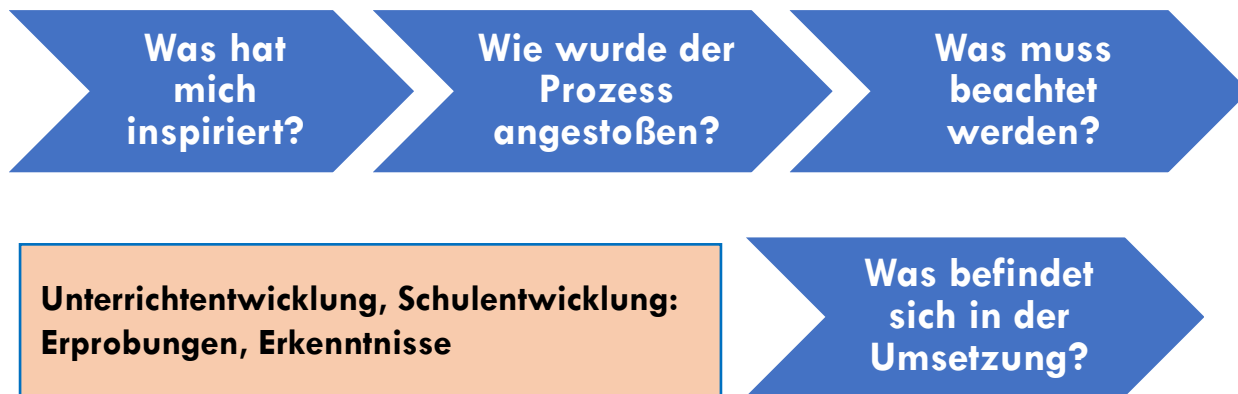 Was hat
mich
inspiriert?
Wie wurde der
Prozess
angestoßen?
Was muss
beachtet
werden?
Unterrichtentwicklung, Schulentwicklung:
Erprobungen, Erkenntnisse
Was befindet
sich in der
Umsetzung?